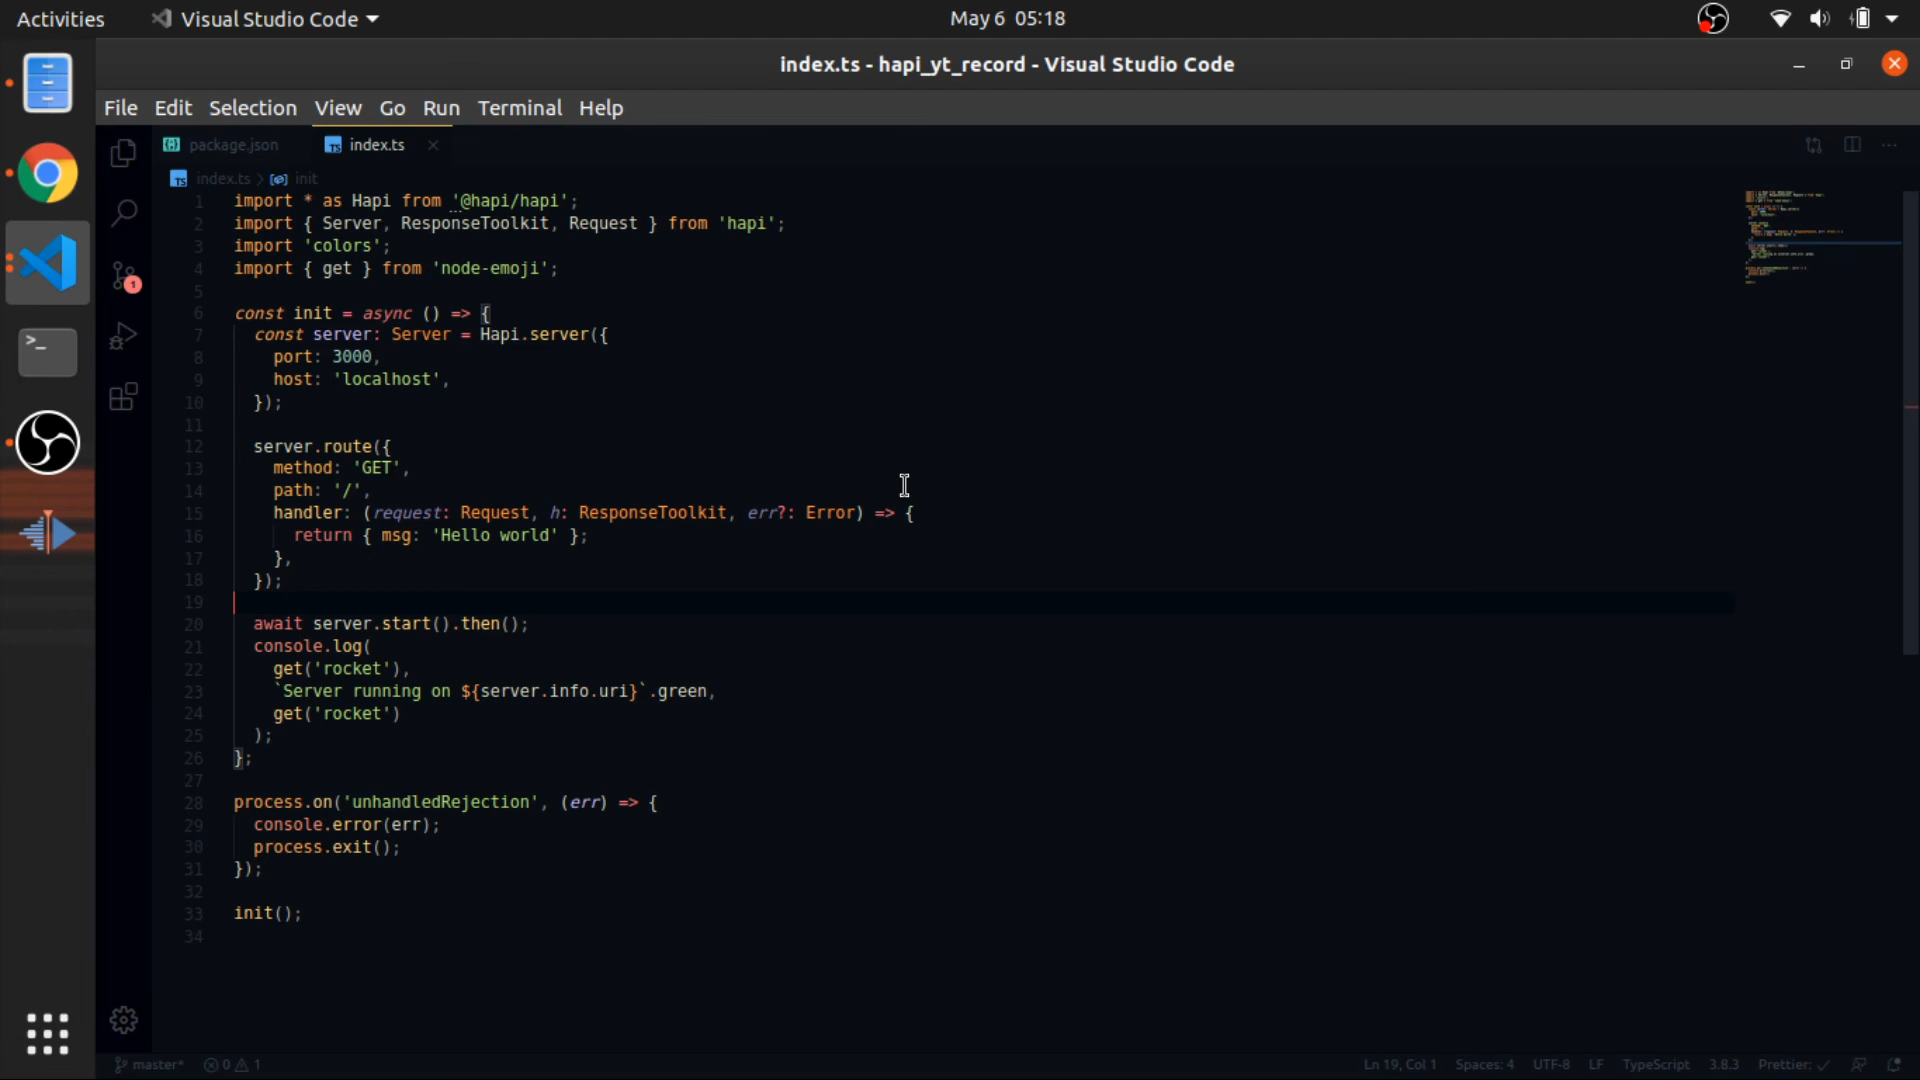 Activities
Visual Studio Code
May 6 05:18
index.ts - hapi_yt_record - Visual Studio Code
File Edit Selection View Go Run Terminal Help
package.json
index.ts
index.ts > init
1 import * as Hapi from '@hapi/hapi';
2 import { Server, ResponseToolkit, Request } from 'hapi';
3 import 'colors';
4 import { get } from 'node-emoji';
5
6 const init = async () => {
7 const server: Server = Hapi.server({
8 port: 3000,
9 host: 'localhost',
10 });
11
12 server.route({
13 method: 'GET',
14 path: '/',
15 handler: (request: Request, h: ResponseToolkit, err?: Error) => {
16 return { msg: 'Hello world' };
17 },
18 });
19
20 await server.start().then();
21 console.log(
22 get('rocket'),
23 `Server running on ${server.info.uri}`.green,
24 get('rocket')
25 );
26 };
27
28 process.on('unhandledRejection', (err) => {
29 console.error(err);
30 process.exit();
31 });
32
33 init();
34
1
master* 0 1
Ln 19, Col 1 Spaces: 4 UTF-8 LF TypeScript 3.8.3 Prettier: ✓